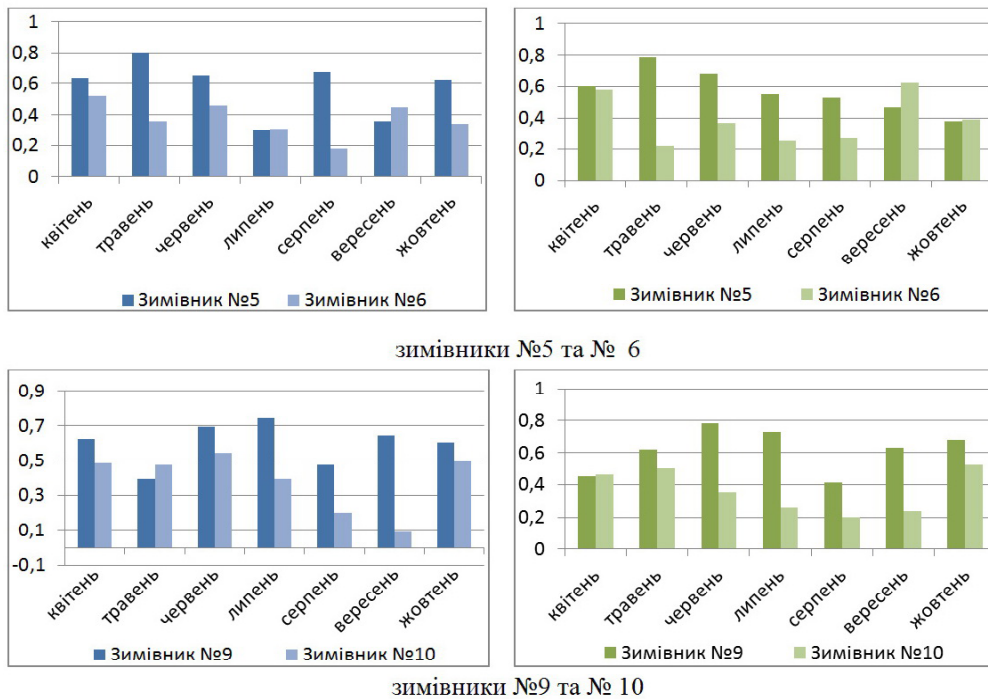 1
0,8
0,6
0,4
0,2
0
квітень
травень
червень
липень
серпень
вересень
жовтень
Зимівник №5 Зимівник №6
1
0,8
0,6
0,4
0,2
0
квітень
травень
червень
липень
серпень
вересень
жовтень
Зимівник №5 Зимівник №6
зимівники №5 та № 6
0,9
0,7
0,5
0,3
0,1
-0,1
квітень
травень
червень
липень
серпень
вересень
жовтень
Зимівник №9 Зимівник №10
1
0,8
0,6
0,4
0,2
0
квітень
травень
червень
липень
серпень
вересень
жовтень
Зимівник №9 Зимівник №10
зимівники №9 та № 10